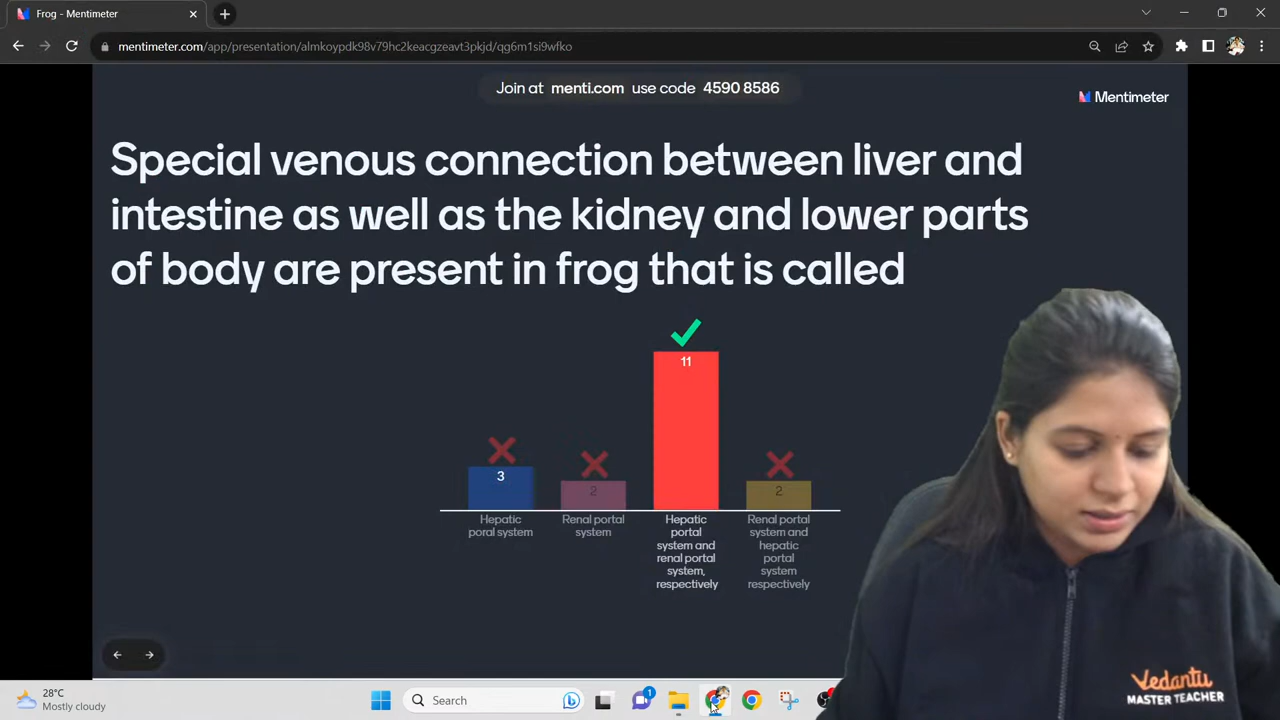 Frog - Mentimeter
mentimeter.com/app/presentation/almkoypdk98v79hc2keacgzeavt3pkjd/qg6m1si9wfko
Join at menti.com use code 4590 8586
Mentimeter
Special venous connection between liver and
intestine as well as the kidney and lower parts
of body are present in frog that is called
11
3
2
2
Hepatic
poral system
Renal portal
system
Hepatic
portal
system and
renal portal
system,
respectively
Renal portal
system and
hepatic
portal
system
respectively
Vedantu
MASTER TEACHER
28°C
Mostly cloudy
Search
1